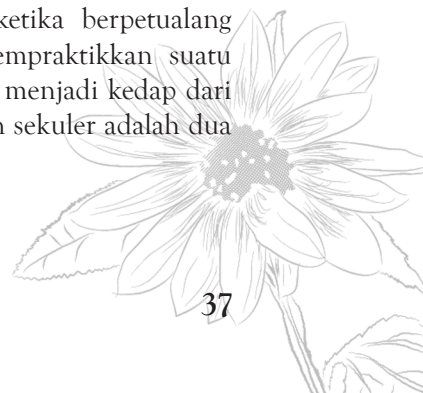 ketika berpetualang
empraktikkan suatu
menjadi kedap dari
n sekuler adalah dua
37